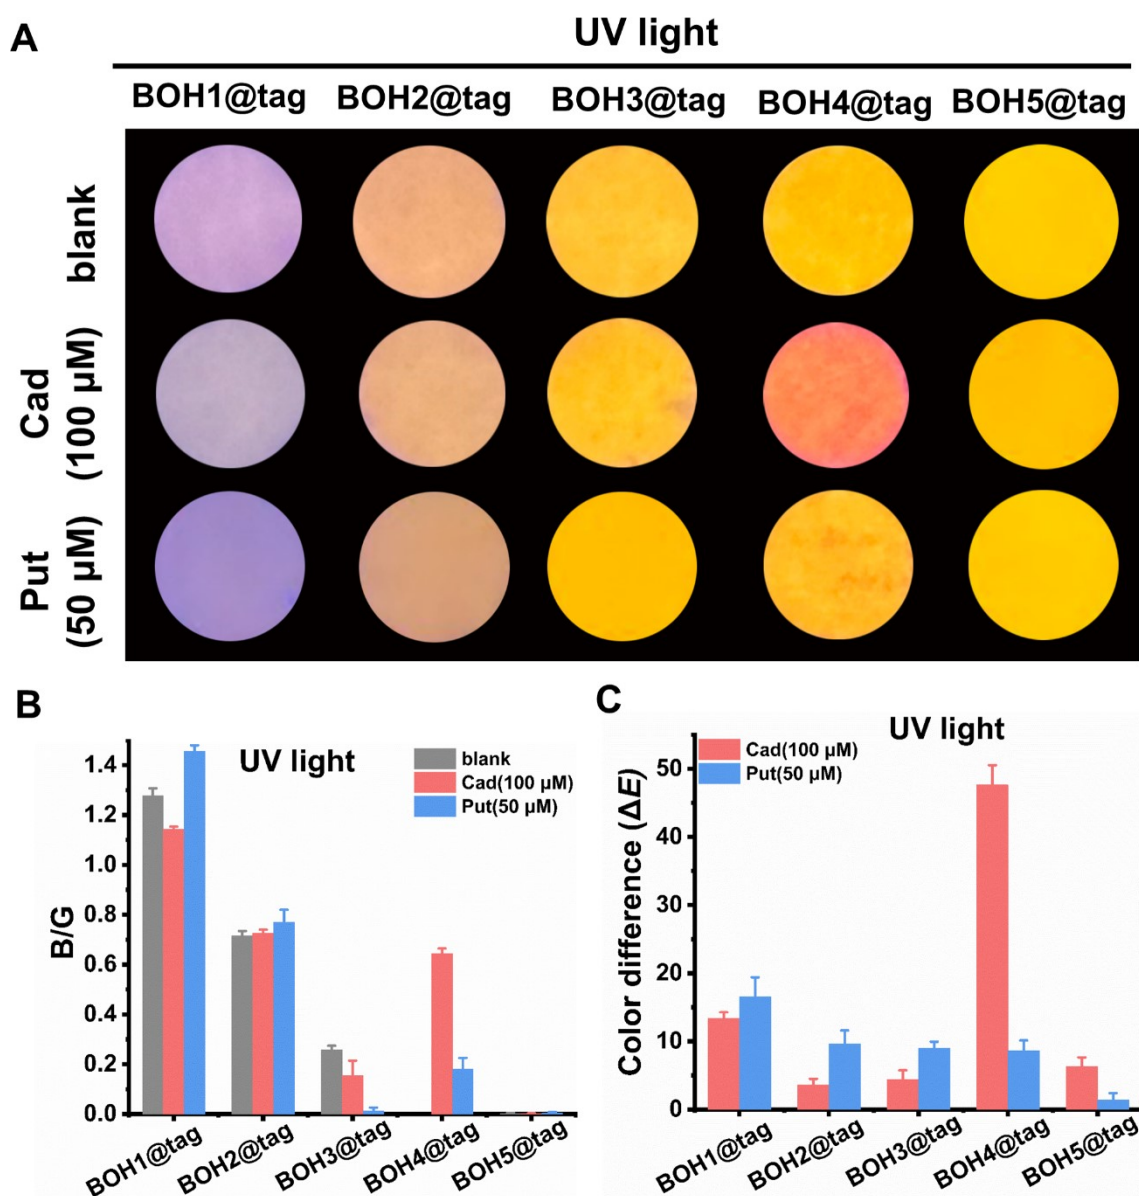 A
UV light
BOH1@tag BOH2@tag BOH3@tag BOH4@tag BOH5@tag
blank
Cad
(100 μM)
Put
(50 μM)
B
UV light
blank
Cad(100 μM)
Put(50 μM)
B/G
1.4
1.2
1.0
0.8
0.6
0.4
0.2
0.0
BOH1@tag BOH2@tag BOH3@tag BOH4@tag BOH5@tag
C
UV light
Cad(100 μM)
Put(50 μM)
Color difference (ΔE)
50
40
30
20
10
0
BOH1@tag BOH2@tag BOH3@tag BOH4@tag BOH5@tag